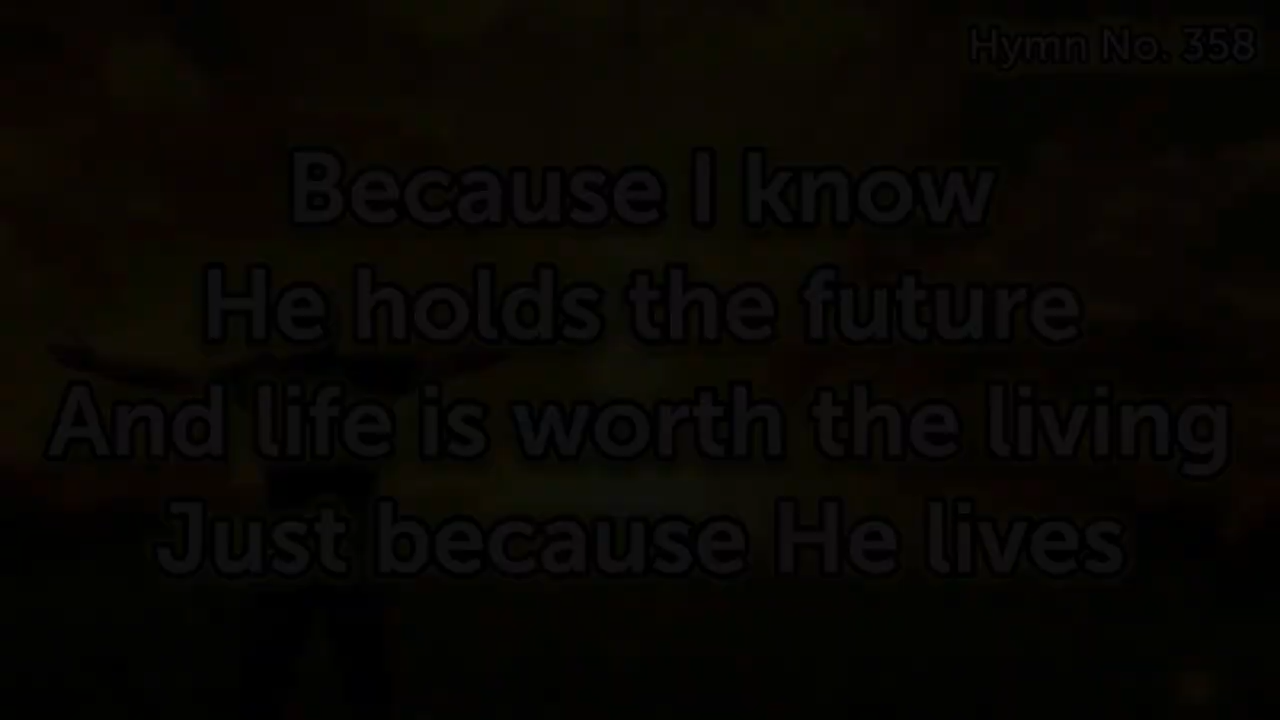 Hymn No. 358
Because I know
He holds the future
And life is worth the living
Just because He lives